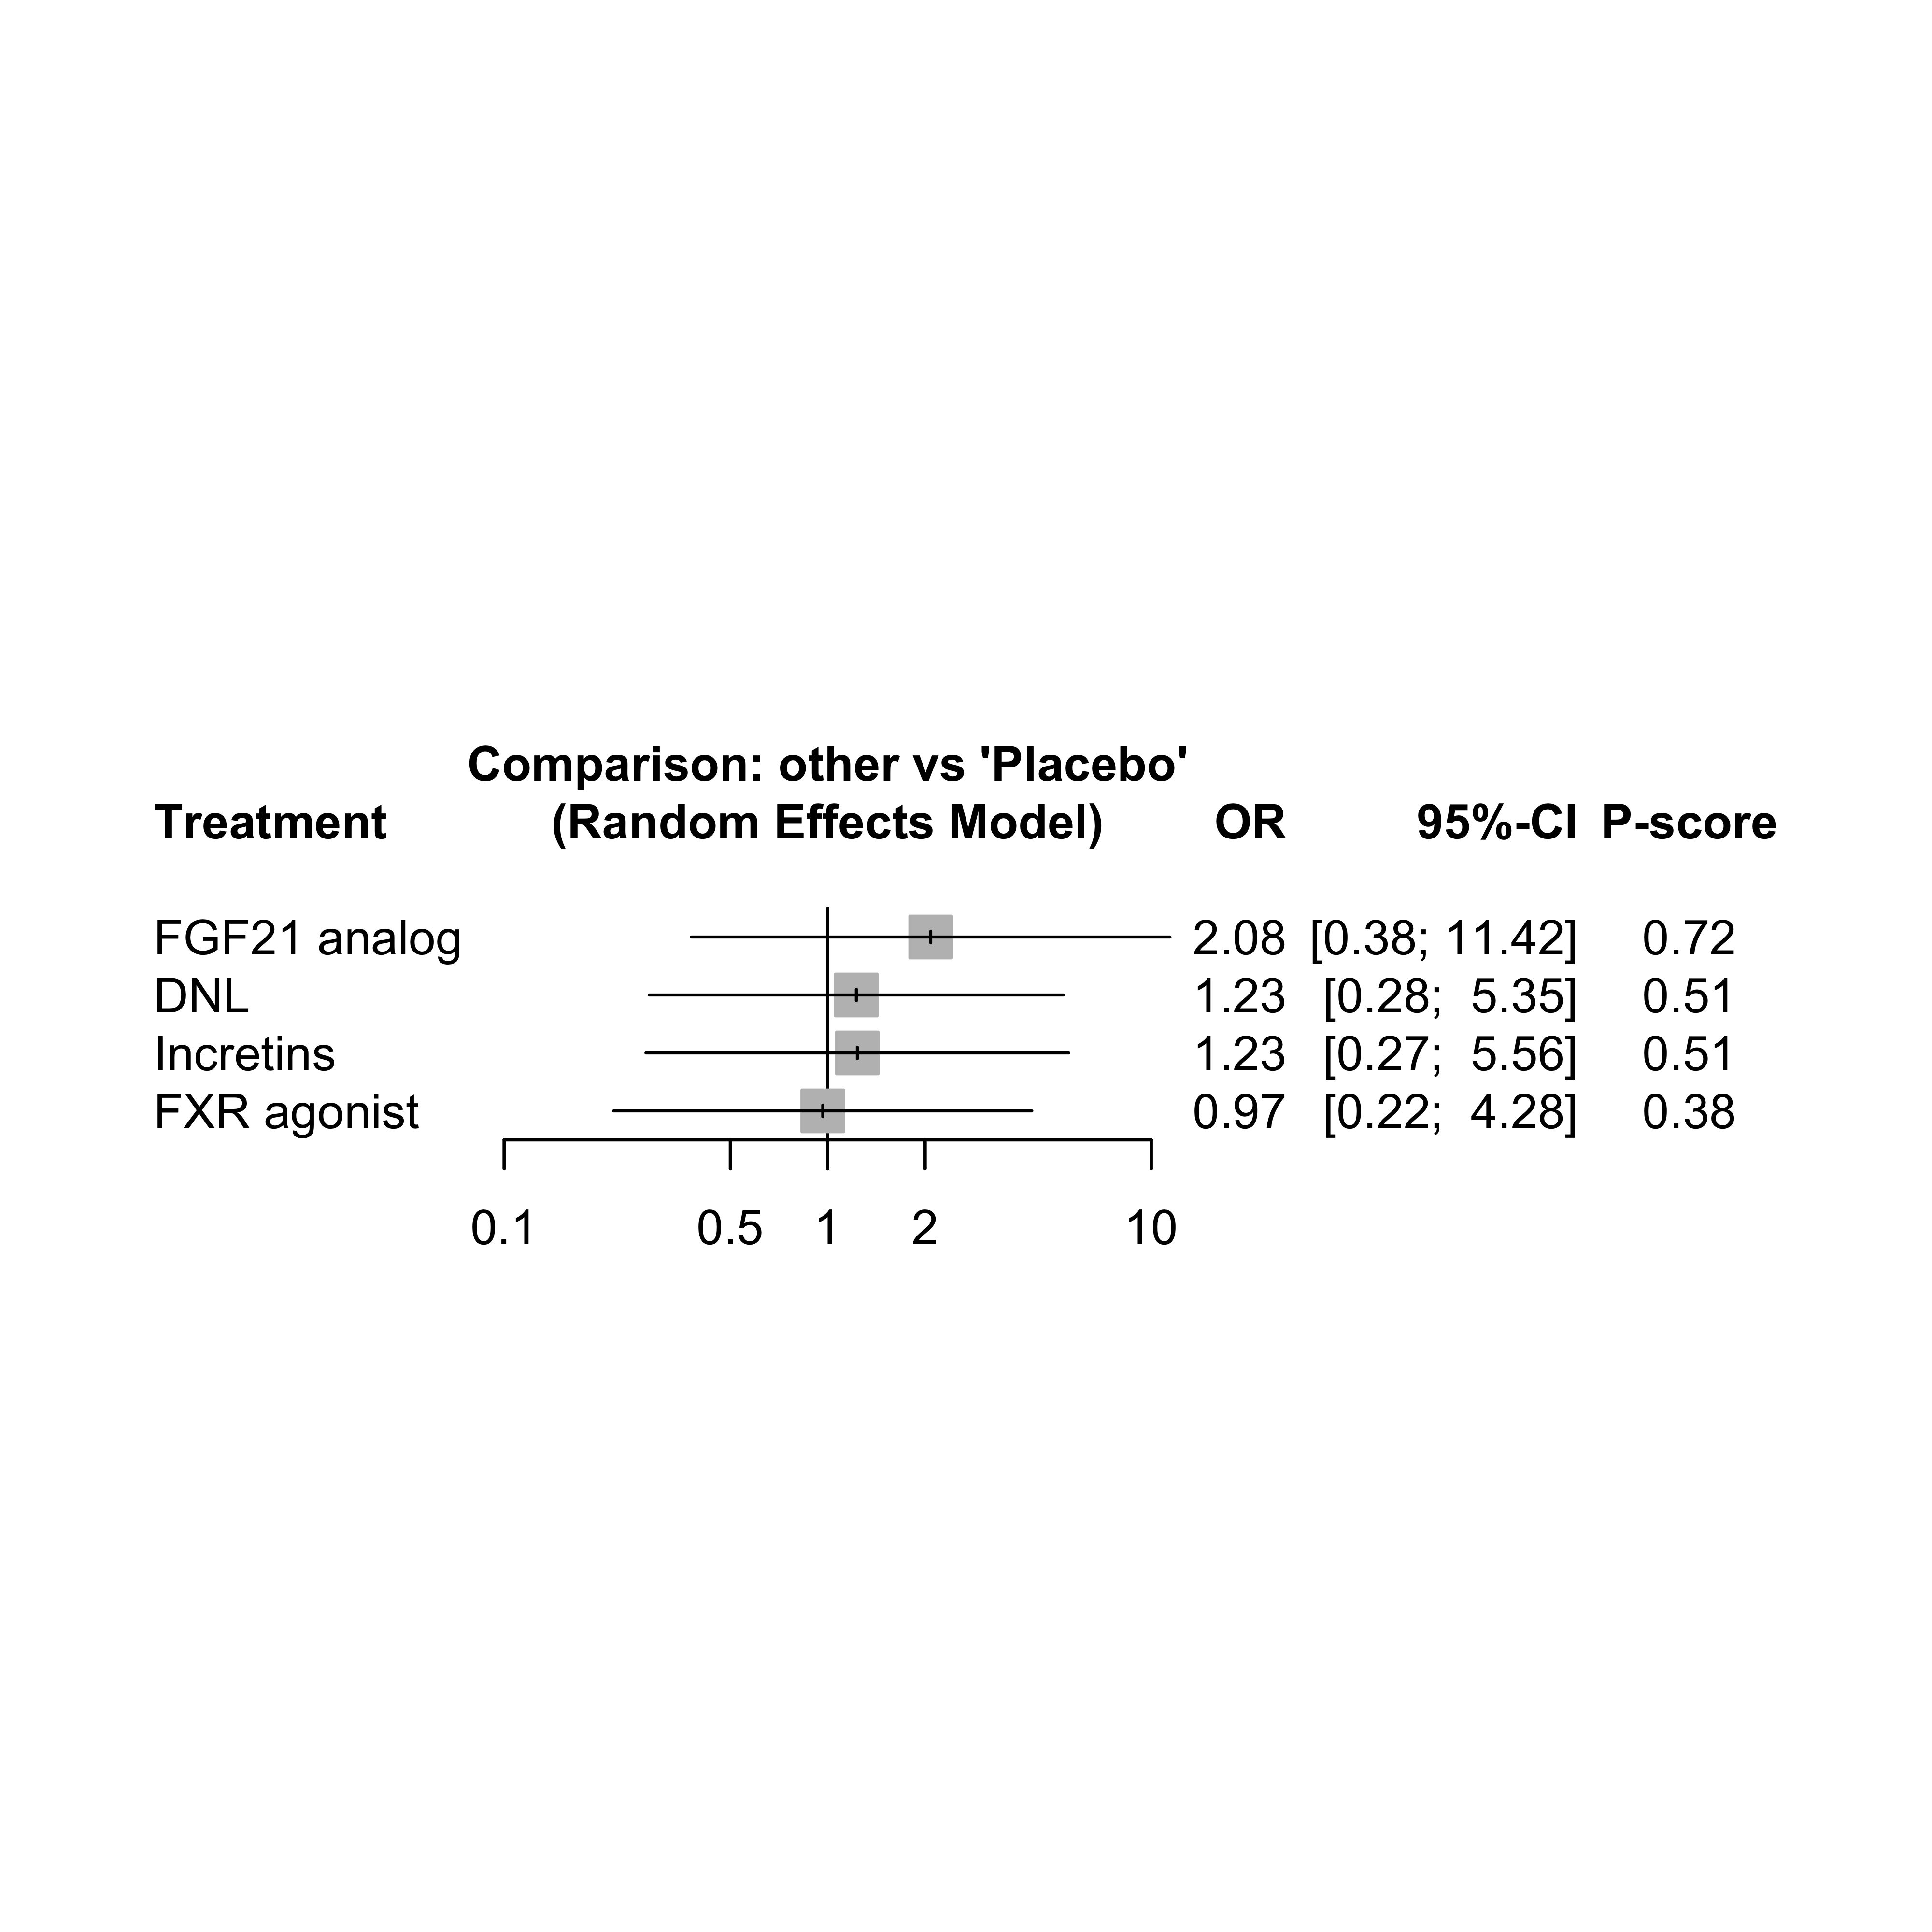 Comparison: other vs 'Placebo'
Treatment (Random Effects Model) OR 95%-CI P-score
FGF21 analog 2.08 [0.38; 11.42] 0.72
DNL 1.23 [0.28; 5.35] 0.51
Incretins 1.23 [0.27; 5.56] 0.51
FXR agonist 0.97 [0.22; 4.28] 0.38
0.1 0.5 1 2 10